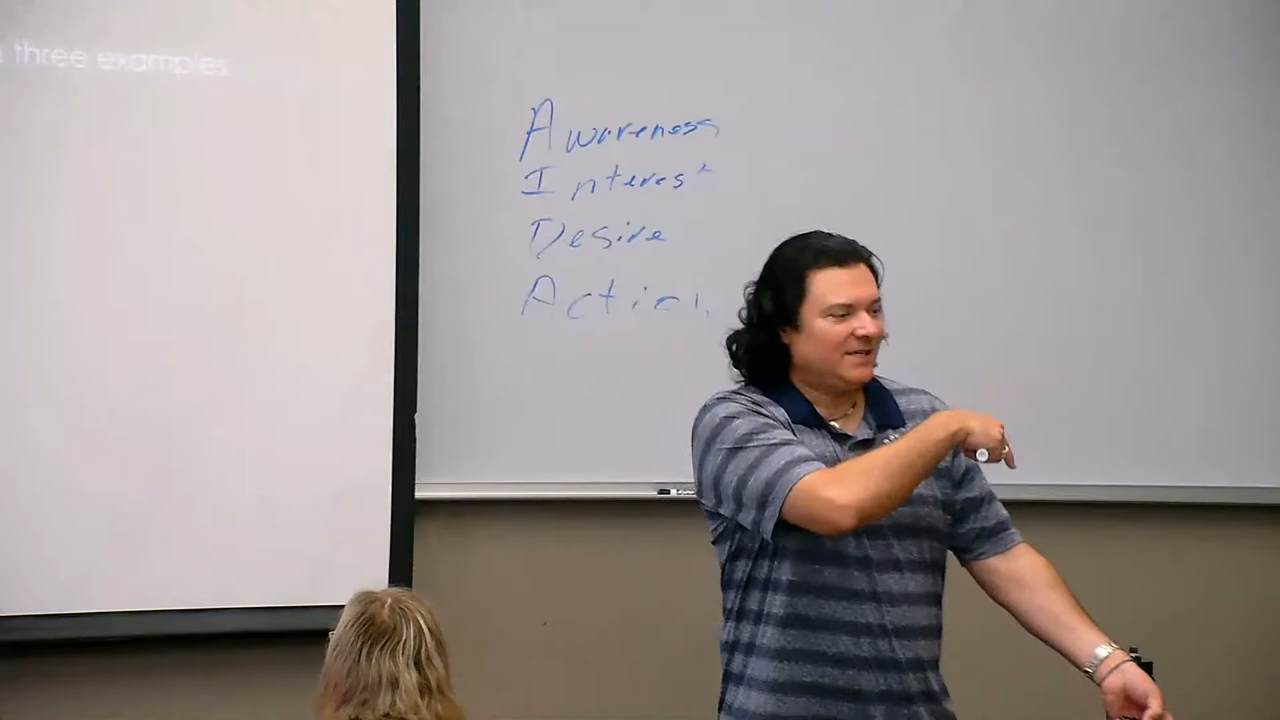 three examples
Awareness
Interest
Desire
Action